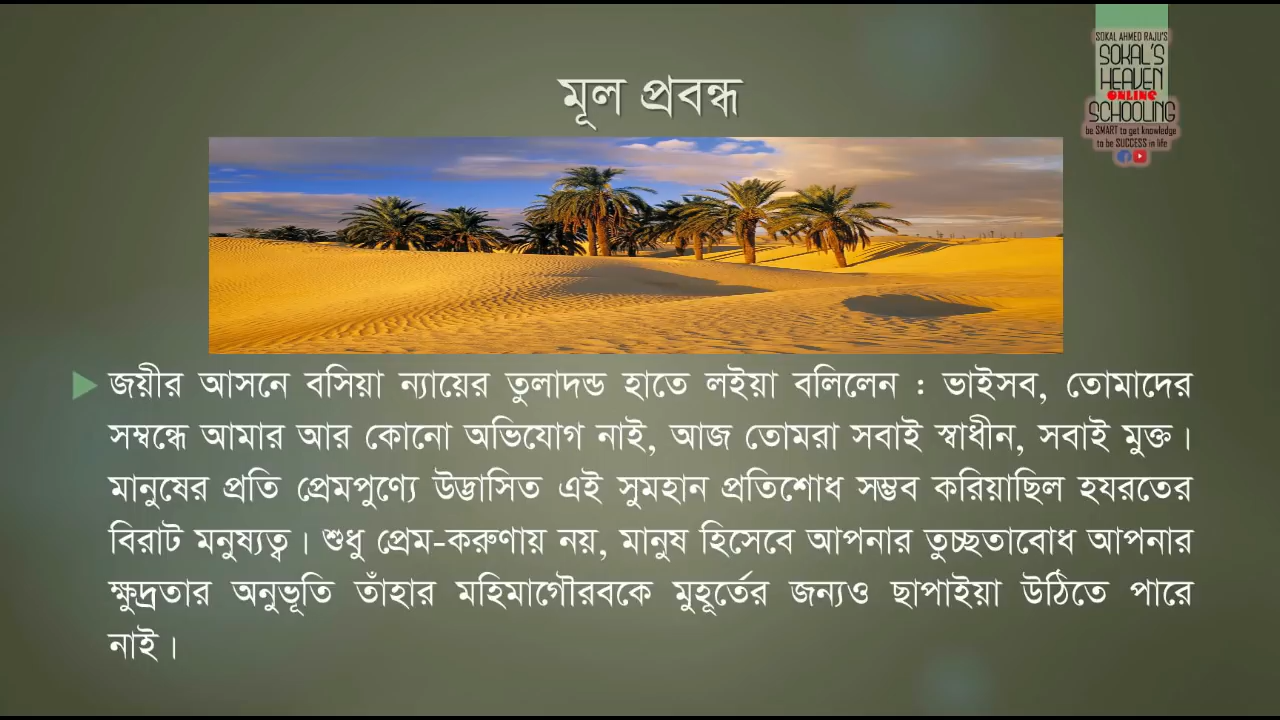 SOKAL AHMED RAJU'S
SOKAL'S
HEAVEN
ONLINE
SCHOOLING
be SMART to get knowledge
to be SUCCESS in life
মূল প্রবন্ধ
জয়ীর আসনে বসিয়া ন্যায়ের তুলাদন্ড হাতে লইয়া বলিলেন : ভাইসব, তোমাদের
সম্বন্ধে আমার আর কোনো অভিযোগ নাই, আজ তোমরা সবাই স্বাধীন, সবাই মুক্ত।
মানুষের প্রতি প্রেমপুণ্যে উদ্ভাসিত এই সুমহান প্রতিশোধ সম্ভব করিয়াছিল হযরতের
বিরাট মনুষ্যত্ব। শুধু প্রেম-করুণায় নয়, মানুষ হিসেবে আপনার তুচ্ছতাবোধ আপনার
ক্ষুদ্রতার অনুভূতি তাঁহার মহিমাগৌরবকে মুহূর্তের জন্যও ছাপাইয়া উঠিতে পারে
নাই।